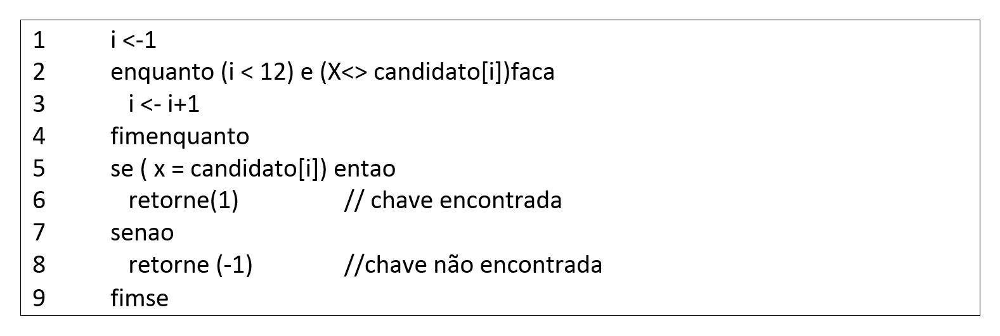 1 i <-1
2 enquanto (i < 12) e (X<> candidato[i])faca
3 i <- i+1
4 fimenquanto
5 se ( x = candidato[i]) entao
6 retorne(1) // chave encontrada
7 senao
8 retorne (-1) //chave não encontrada
9 fimse